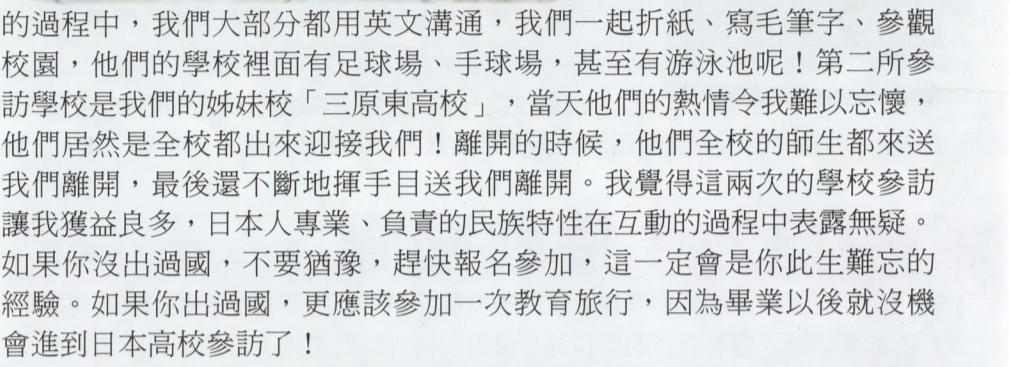 的過程中，我們大部分都用英文溝通，我們一起折紙、寫毛筆字、參觀
校園，他們的學校裡面有足球場、手球場，甚至有游泳池呢！第二所參
訪學校是我們的姊妹校「三原東高校」，當天他們的熱情令我難以忘懷，
他們居然是全校都出來迎接我們！離開的時候，他們全校的師生都來送
我們離開，最後還不斷地揮手目送我們離開。我覺得這兩次的學校參訪
讓我獲益良多，日本人專業、負責的民族特性在互動的過程中表露無疑。
如果你沒出過國，不要猶豫，趕快報名參加，這一定會是你此生難忘的
經驗。如果你出過國，更應該參加一次教育旅行，因為畢業以後就沒機
會進到日本高校參訪了！